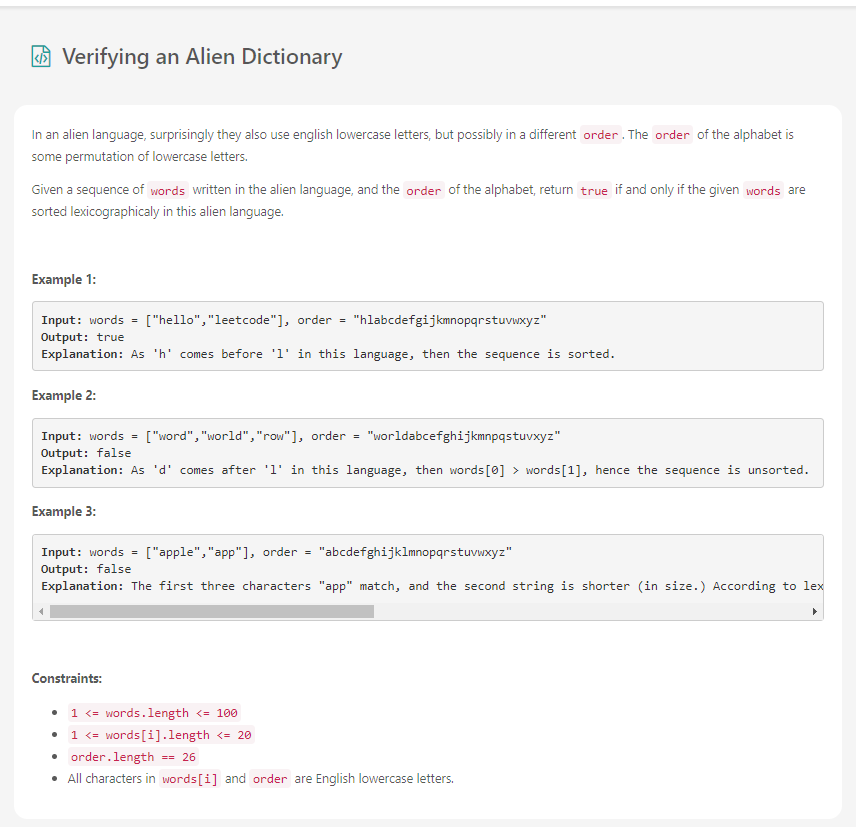 Verifying an Alien Dictionary
In an alien language, surprisingly they also use english lowercase letters, but possibly in a different order. The order of the alphabet is
some permutation of lowercase letters.
Given a sequence of words written in the alien language, and the order of the alphabet, return true if and only if the given words are
sorted lexicographicaly in this alien language.
Example 1:
Input: words = ["hello","leetcode"], order = "hlabcdefgijkmnopqrstuvwxyz"
Output: true
Explanation: As 'h' comes before 'l' in this language, then the sequence is sorted.
Example 2:
Input: words = ["word","world","row"], order = "worldabcefghijkmnpqstuvxyz"
Output: false
Explanation: As 'd' comes after 'l' in this language, then words[0] > words[1], hence the sequence is unsorted.
Example 3:
Input: words = ["apple","app"], order = "abcdefghijklmnopqrstuvwxyz"
Output: false
Explanation: The first three characters "app" match, and the second string is shorter (in size.) According to lex
Constraints:
• 1 <= words.length <= 100
• 1 <= words[i].length <= 20
• order.length == 26
• All characters in words[i] and order are English lowercase letters.